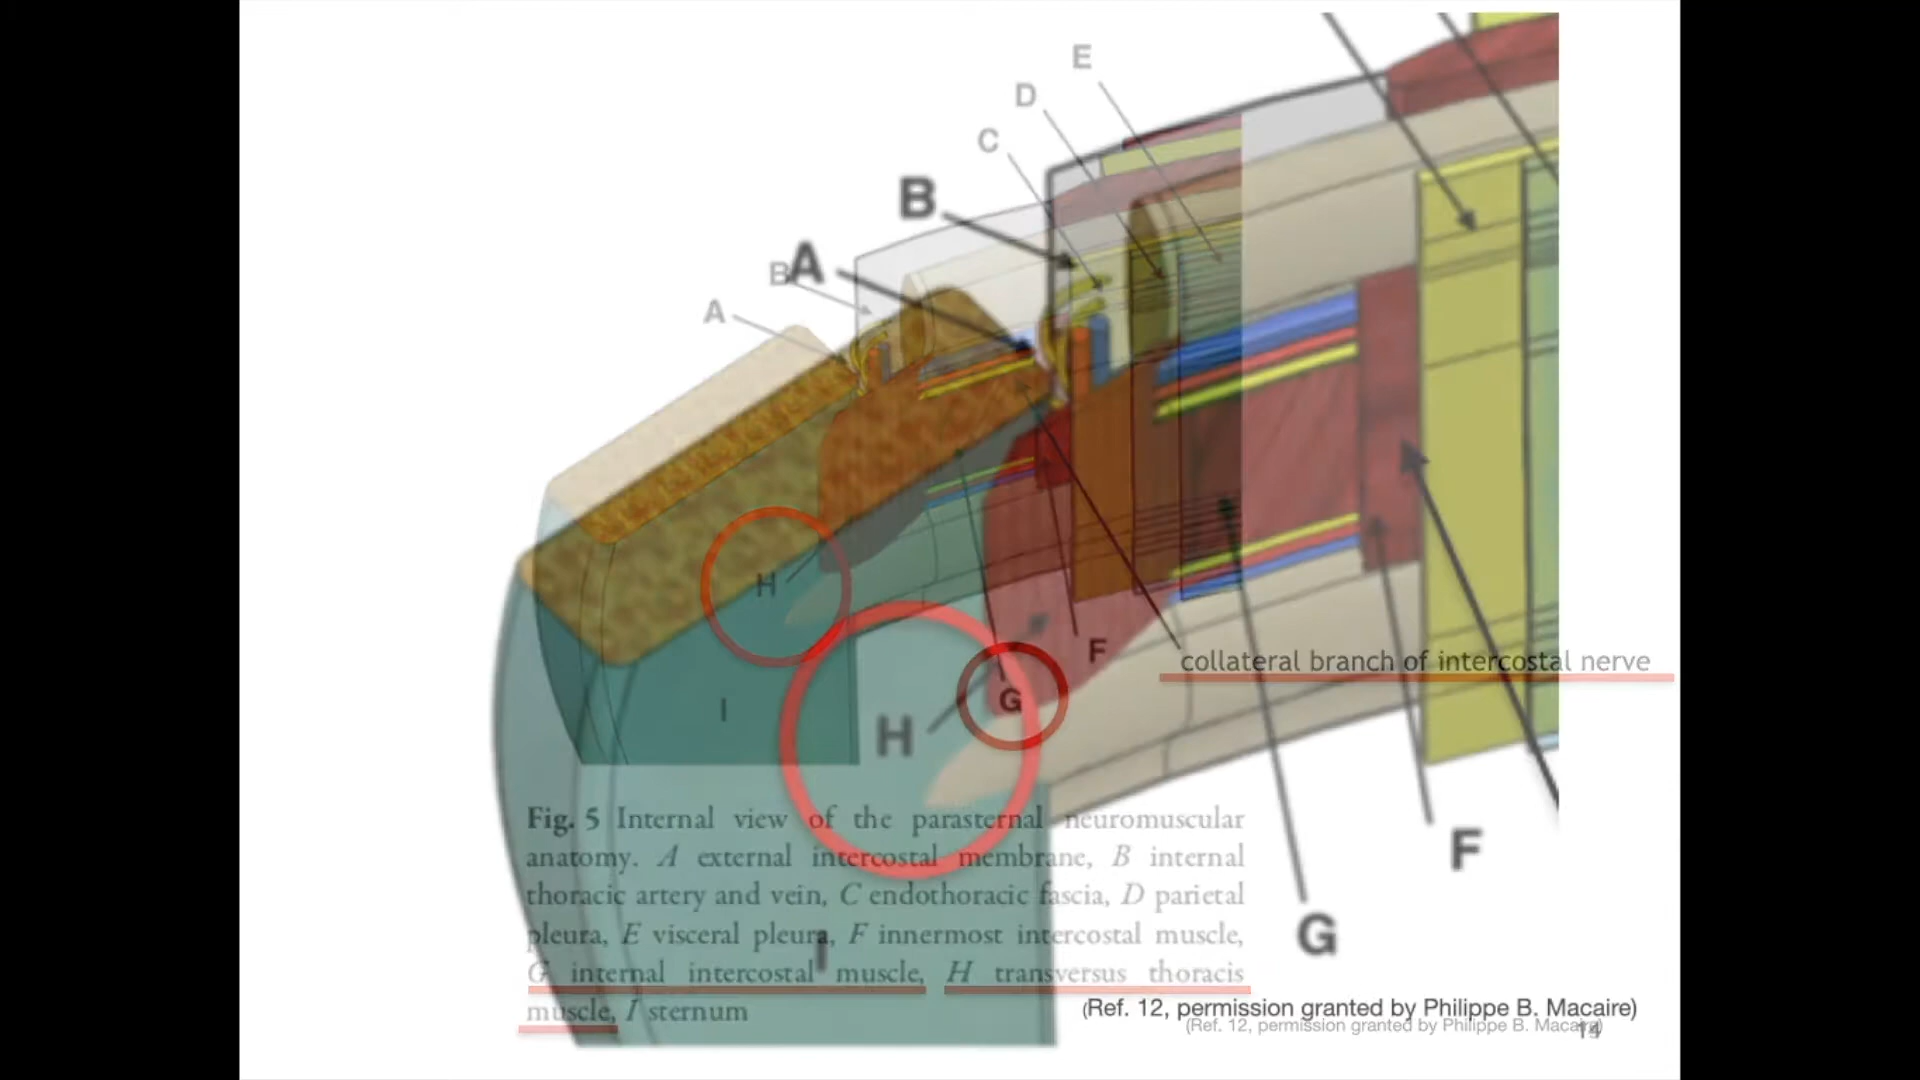 E
D
C
B
A
B
A
H
F
collateral branch of intercostal nerve
G
I
H
Fig. 5 Internal view of the parasternal neuromuscular
anatomy. A external intercostal membrane, B internal
thoracic artery and vein, C endothoracic fascia, D parietal
pleura, E visceral pleura, F innermost intercostal muscle,
G internal intercostal muscle, H transversus thoracis
muscle, I sternum
I
F
G
(Ref. 12, permission granted by Philippe B. Macaire)
(Ref. 12, permission granted by Philippe B. Macaire)